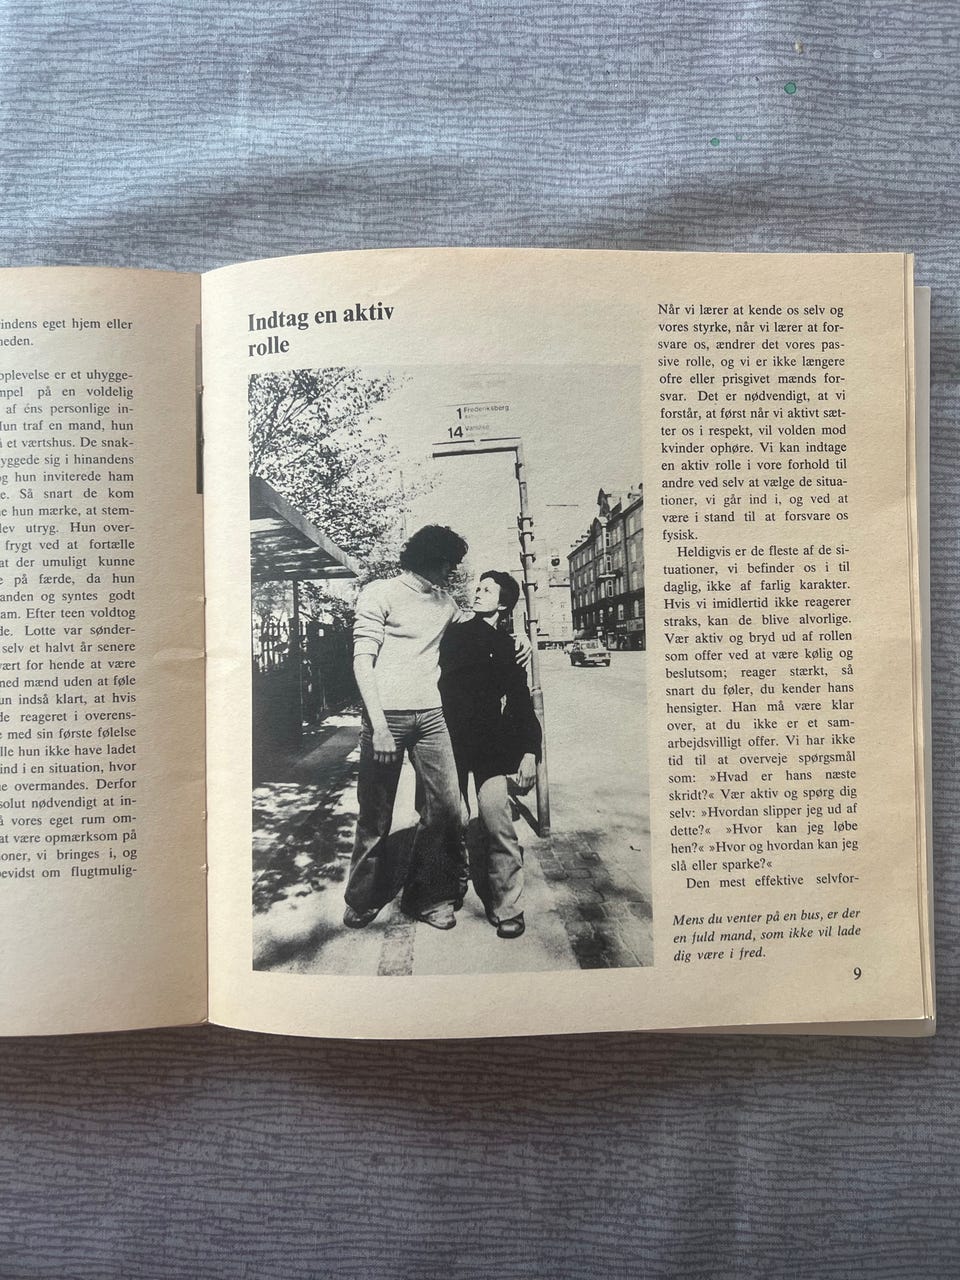 indens eget hjem eller
heden.
oplevelse er et uhygge-
mpel på en voldelig
af éns personlige in-
Hun traf en mand, hun
å et værtshus. De snak-
yggede sig i hinandens
og hun inviterede ham
e. Så snart de kom
ne hun mærke, at stem-
lev utryg. Hun over-
frygt ved at fortælle
at der umuligt kunne
e på færde, da hun
anden og syntes godt
am. Efter teen voldtog
de. Lotte var sønder-
selv et halvt år senere
vært for hende at være
med mænd uden at føle
un indså klart, at hvis
de reageret i overens-
e med sin første følelse
lle hun ikke have ladet
ind i en situation, hvor
ne overmandes. Derfor
solut nødvendigt at in-
å vores eget rum om-
at være opmærksom på
oner, vi bringes i, og
bevidst om flugtmulig-
Indtag en aktiv
rolle
1 Frederiksberg
14 Vanløse
Når vi lærer at kende os selv og
vores styrke, når vi lærer at for-
svare os, ændrer det vores pas-
sive rolle, og vi er ikke længere
ofre eller prisgivet mænds for-
svar. Det er nødvendigt, at vi
forstår, at først når vi aktivt sæt-
ter os i respekt, vil volden mod
kvinder ophøre. Vi kan indtage
en aktiv rolle i vore forhold til
andre ved selv at vælge de situa-
tioner, vi går ind i, og ved at
være i stand til at forsvare os
fysisk.
Heldigvis er de fleste af de si-
tuationer, vi befinder os i til
daglig, ikke af farlig karakter.
Hvis vi imidlertid ikke reagerer
straks, kan de blive alvorlige.
Vær aktiv og bryd ud af rollen
som offer ved at være kølig og
beslutsom; reager stærkt, så
snart du føler, du kender hans
hensigter. Han må være klar
over, at du ikke er et sam-
arbejdsvilligt offer. Vi har ikke
tid til at overveje spørgsmål
som: »Hvad er hans næste
skridt?« Vær aktiv og spørg dig
selv: »Hvordan slipper jeg ud af
dette?« »Hvor kan jeg løbe
hen?« »Hvor og hvordan kan jeg
slå eller sparke?«
Den mest effektive selvfor-
Mens du venter på en bus, er der
en fuld mand, som ikke vil lade
dig være i fred.
9